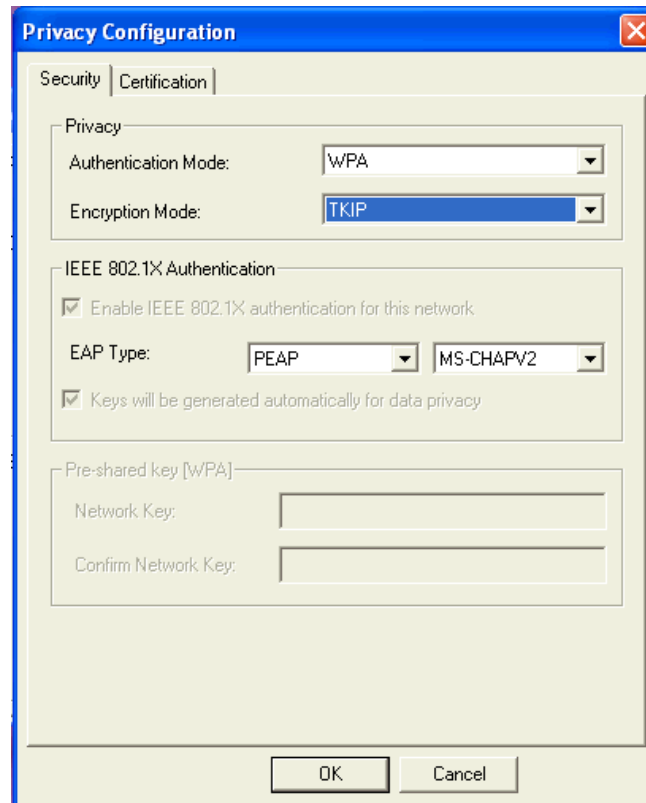 Privacy Configuration
Security Certification
Privacy
Authentication Mode: WPA
Encryption Mode: TKIP
IEEE 802.1X Authentication
Enable IEEE 802.1X authentication for this network
EAP Type: PEAP MS-CHAPV2
Keys will be generated automatically for data privacy
Pre-shared key [WPA]
Network Key:
Confirm Network Key:
OK Cancel